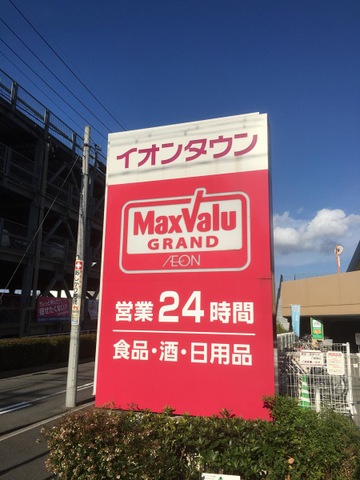 イオンタウン
MaxValu
GRAND
ÆON
営業24時間
食品・酒・日用品